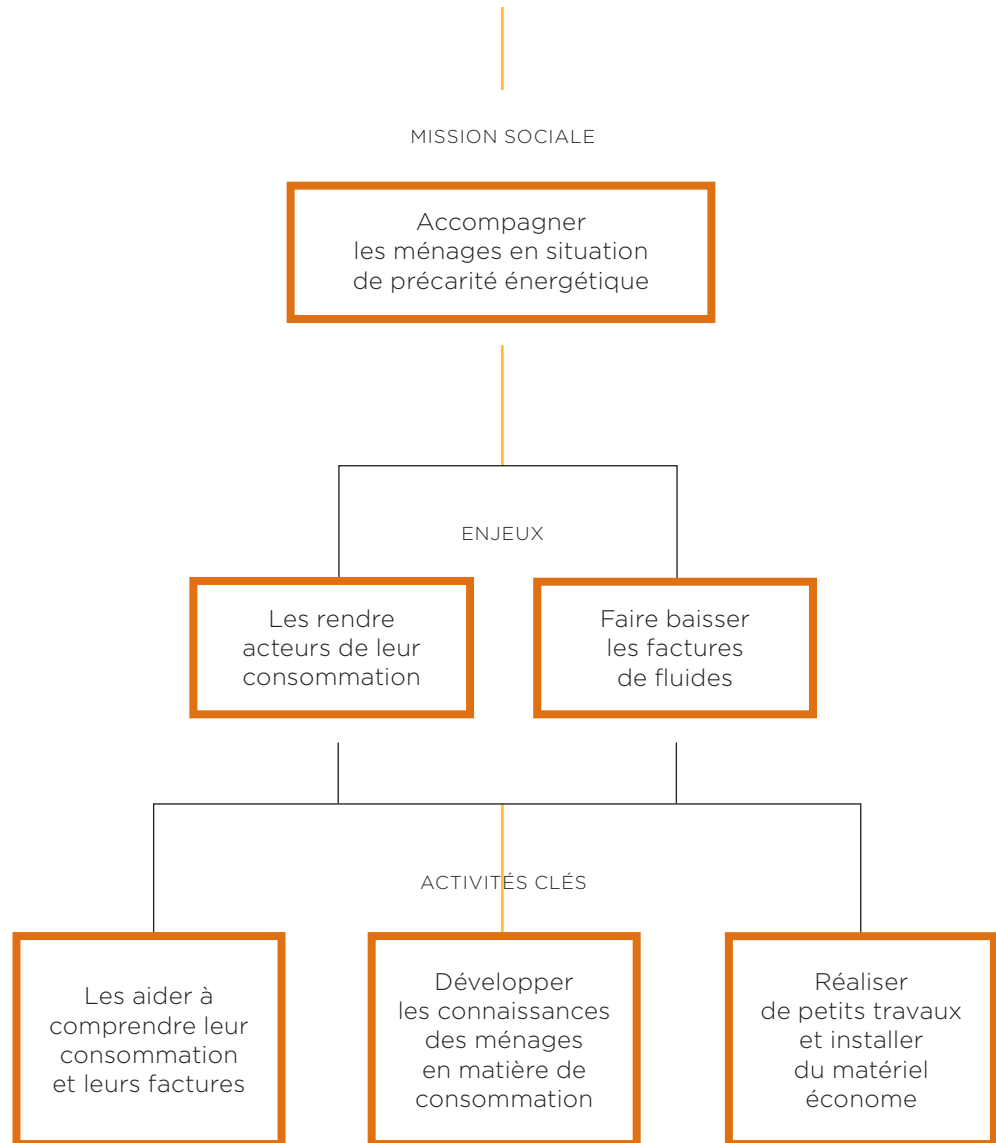 MISSION SOCIALE
Accompagner
les ménages en situation
de précarité énergétique
ENJEUX
Les rendre
acteurs de leur
consommation
Faire baisser
les factures
de fluides
ACTIVITÉS CLÉS
Les aider à
comprendre leur
consommation
et leurs factures
Développer
les connaissances
des ménages
en matière de
consommation
Réaliser
de petits travaux
et installer
du matériel
économe